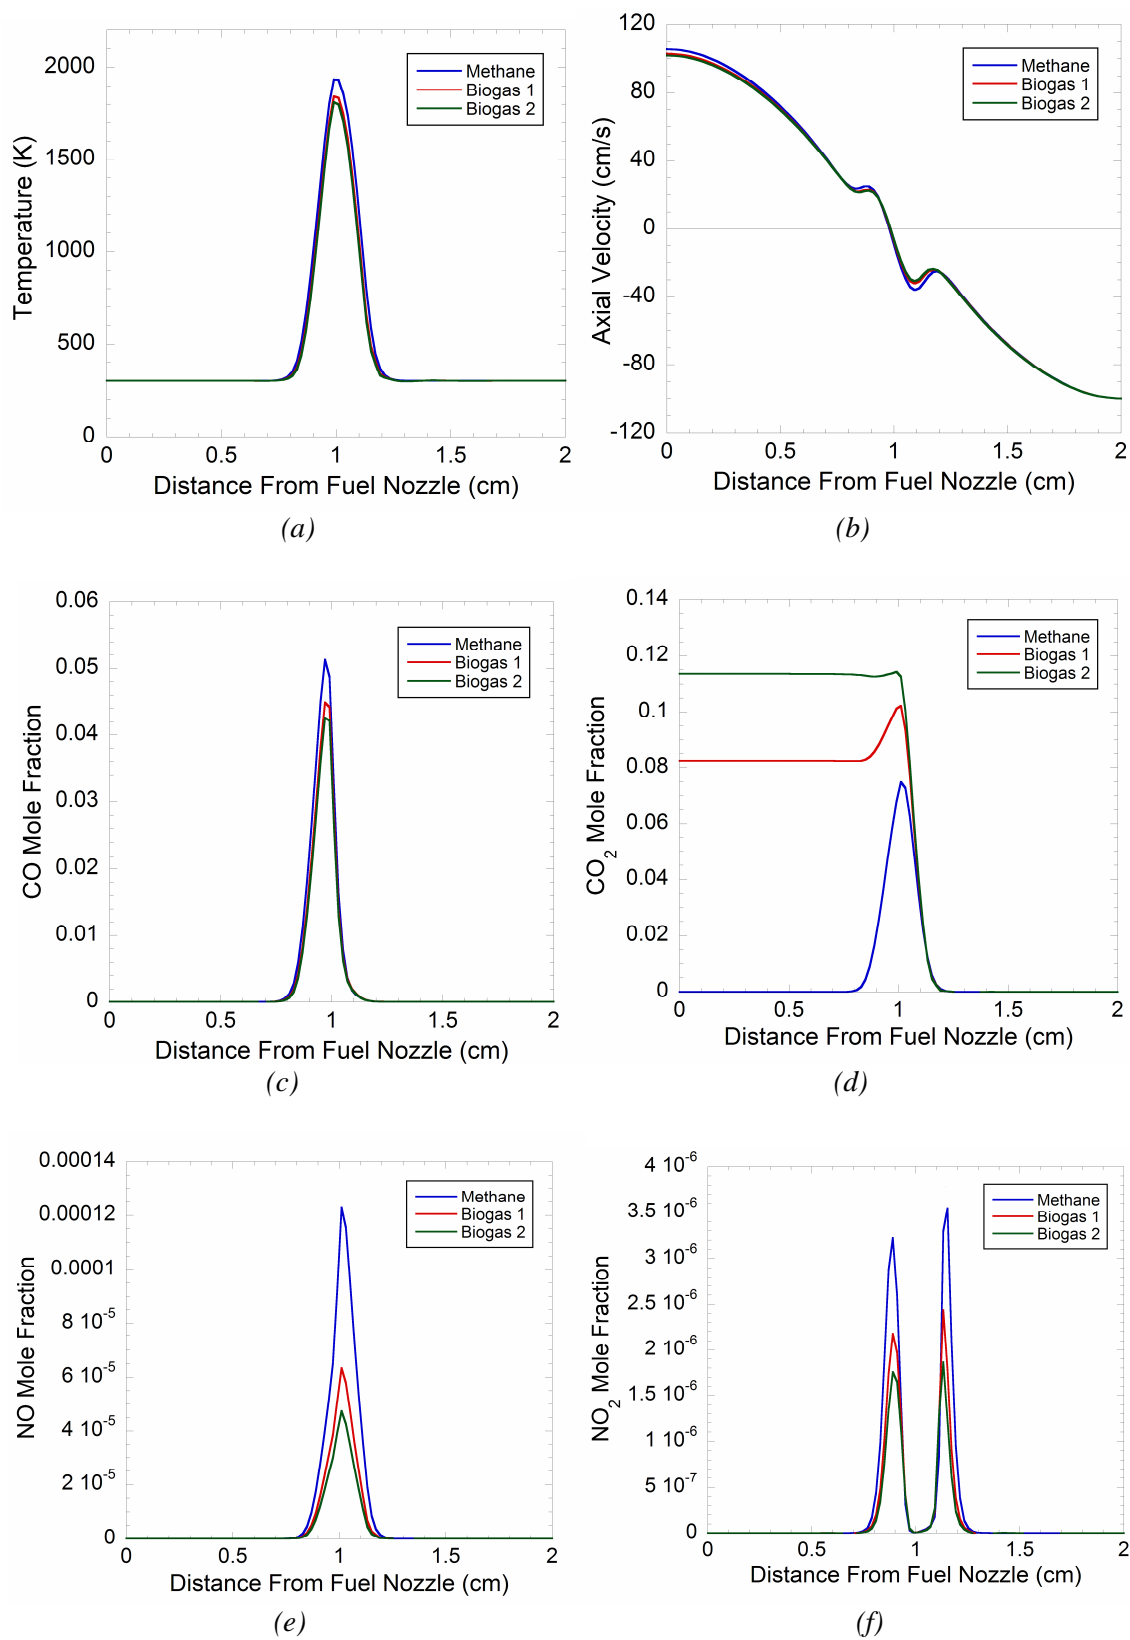 2000
1500
1000
500
0
Temperature (K)
Methane
Biogas 1
Biogas 2
0
0.5
1
1.5
2
Distance From Fuel Nozzle (cm)
(a)
120
80
40
0
-40
-80
-120
Axial Velocity (cm/s)
Methane
Biogas 1
Biogas 2
0
0.5
1
1.5
2
Distance From Fuel Nozzle (cm)
(b)
0.06
0.05
0.04
0.03
0.02
0.01
0
CO Mole Fraction
Methane
Biogas 1
Biogas 2
0
0.5
1
1.5
2
Distance From Fuel Nozzle (cm)
(c)
0.14
0.12
0.1
0.08
0.06
0.04
0.02
0
CO2 Mole Fraction
Methane
Biogas 1
Biogas 2
0
0.5
1
1.5
2
Distance From Fuel Nozzle (cm)
(d)
0.00014
0.00012
0.0001
8 10-5
6 10-5
4 10-5
2 10-5
0
NO Mole Fraction
Methane
Biogas 1
Biogas 2
0
0.5
1
1.5
2
Distance From Fuel Nozzle (cm)
(e)
4 10-6
3.5 10-6
3 10-6
2.5 10-6
2 10-6
1.5 10-6
1 10-6
5 10-7
0
NO2 Mole Fraction
Methane
Biogas 1
Biogas 2
0
0.5
1
1.5
2
Distance From Fuel Nozzle (cm)
(f)